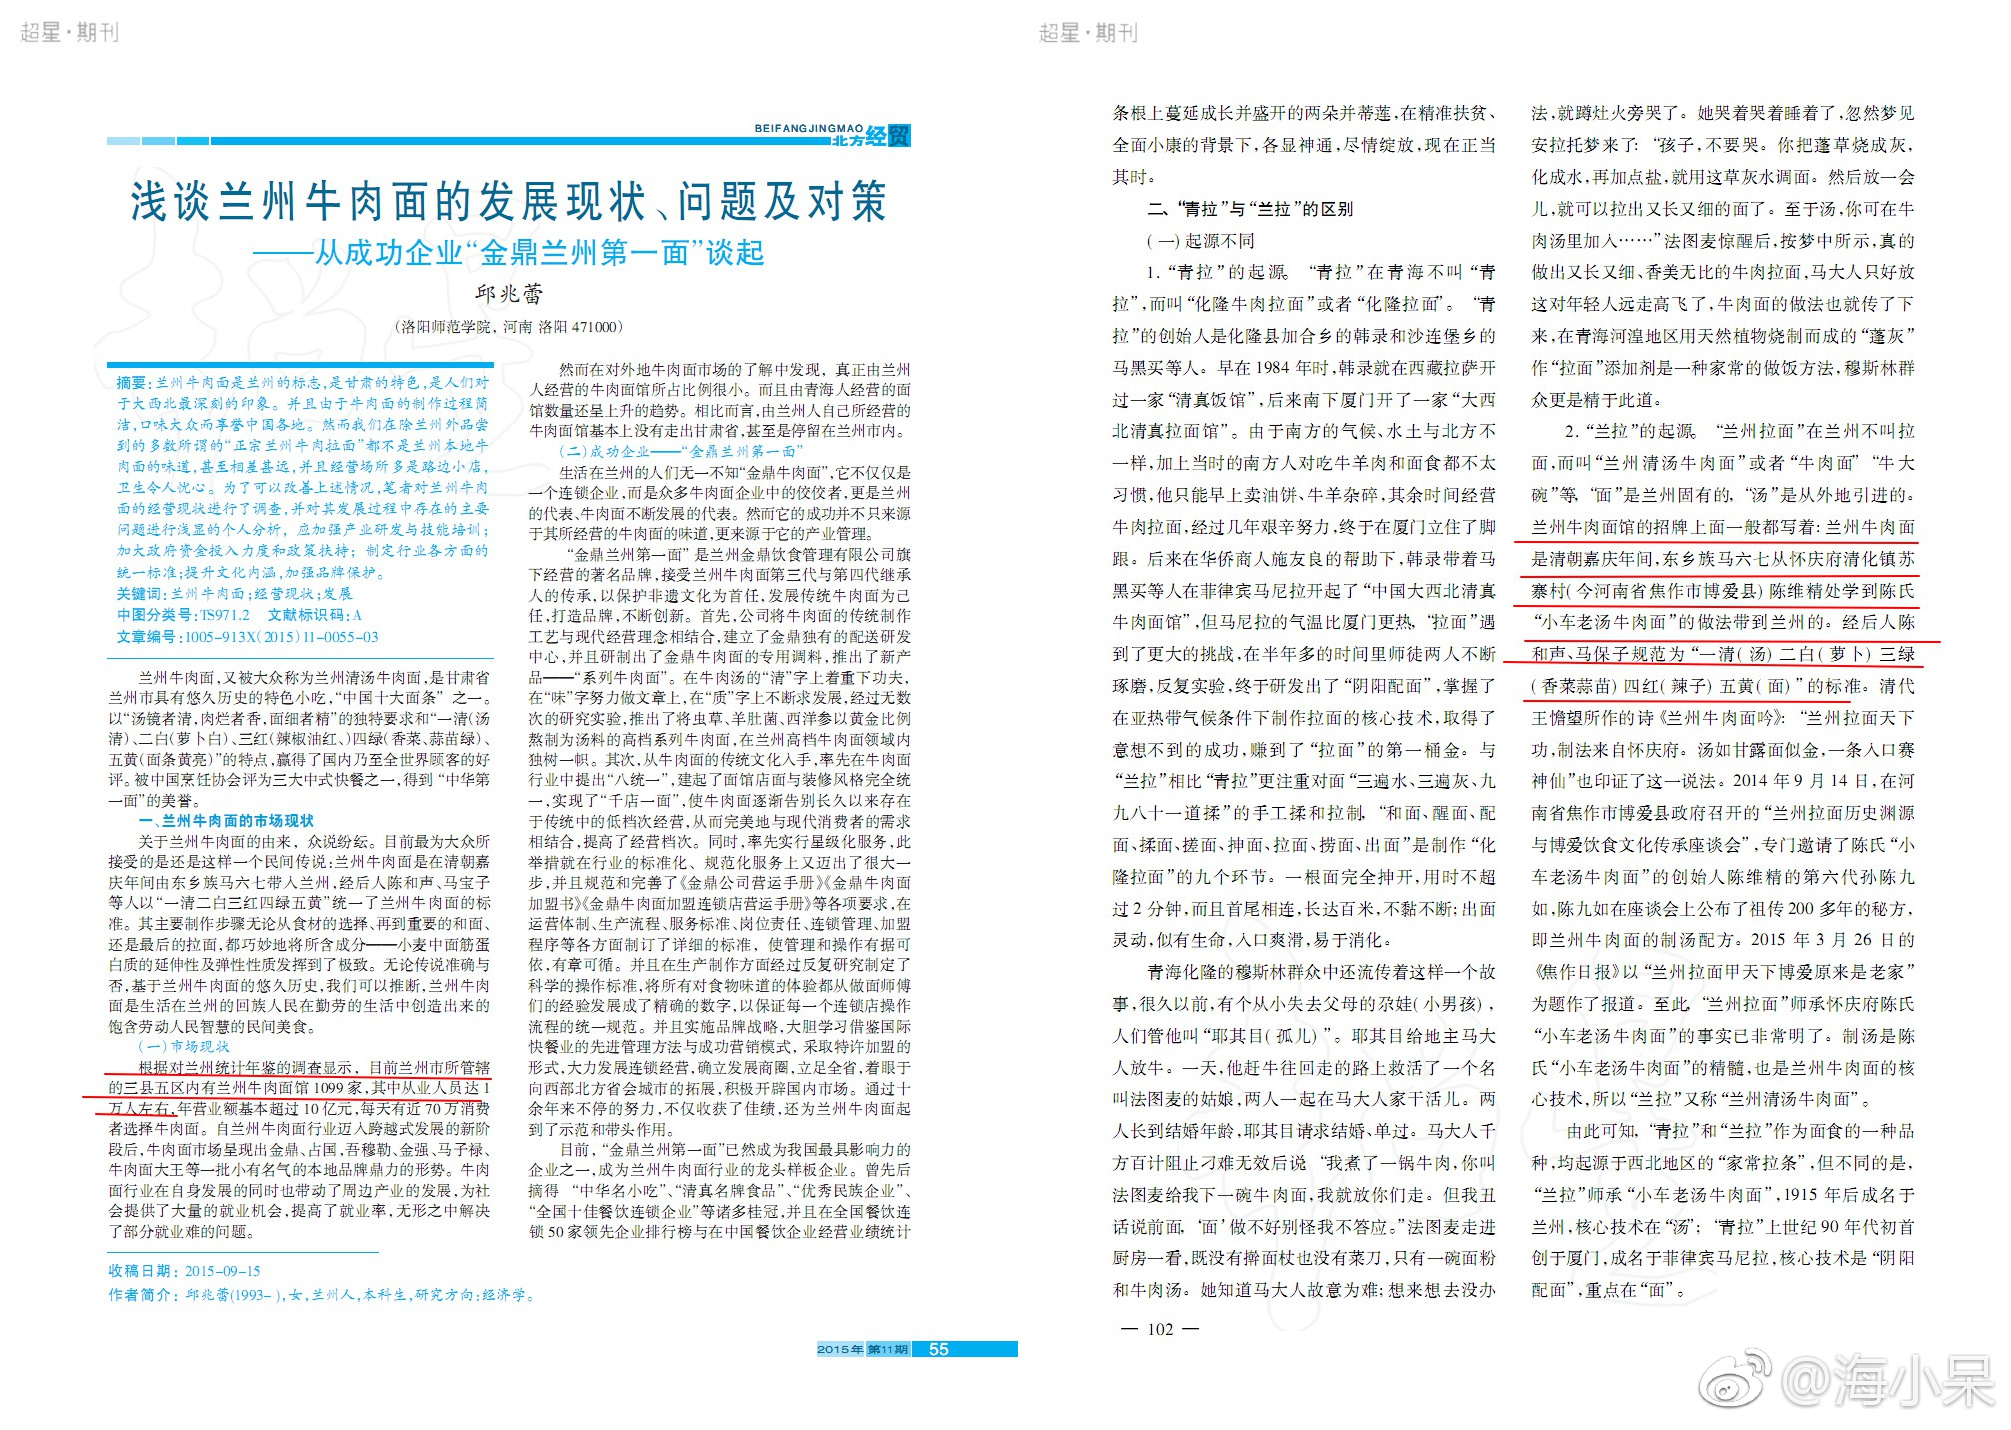 超星·期刊
BEIFANGJINGMAO
北方经贸
浅谈兰州牛肉面的发展现状、问题及对策
——从成功企业“金鼎兰州第一面”谈起
邱兆蕾
(洛阳师范学院, 河南 洛阳 471000)
摘要:兰州牛肉面是兰州的标志,是甘肃的特色,是人们对
于大西北最深刻的印象。并且由于牛肉面的制作过程简
洁,口味大众而享誉中国各地。然而我们在除兰州外品尝
到的多数所谓的“正宗兰州牛肉拉面”都不是兰州本地牛
肉面的味道,甚至相差甚远,并且经营场所多是路边小店,
卫生令人忧心。为了可以改善上述情况,笔者对兰州牛肉
面的经营现状进行了调查,并对其发展过程中存在的主要
问题进行浅显的个人分析, 应加强产业研发与技能培训;
加大政府资金投入力度和政策扶持; 制定行业各方面的
统一标准;提升文化内涵,加强品牌保护。
关键词:兰州牛肉面;经营现状;发展
中图分类号:TS971.2 文献标识码:A
文章编号:1005-913X(2015)11-0055-03
兰州牛肉面,又被大众称为兰州清汤牛肉面,是甘肃省
兰州市具有悠久历史的特色小吃,“中国十大面条” 之一。
以“汤镜者清,肉烂者香,面细者精”的独特要求和“一清(汤
清)、二白(萝卜白)、三红(辣椒油红、)四绿(香菜、蒜苗绿)、
五黄(面条黄亮)”的特点,赢得了国内乃至全世界顾客的好
评。被中国烹饪协会评为三大中式快餐之一,得到 “中华第
一面”的美誉。
一、兰州牛肉面的市场现状
关于兰州牛肉面的由来, 众说纷纭。目前最为大众所
接受的是还是这样一个民间传说:兰州牛肉面是在清朝嘉
庆年间由东乡族马六七带入兰州,经后人陈和声、马宝子
等人以“一清二白三红四绿五黄”统一了兰州牛肉面的标
准。其主要制作步骤无论从食材的选择、再到重要的和面、
还是最后的拉面,都巧妙地将所含成分——小麦中面筋蛋
白质的延伸性及弹性性质发挥到了极致。无论传说准确与
否,基于兰州牛肉面的悠久历史,我们可以推断,兰州牛肉
面是生活在兰州的回族人民在勤劳的生活中创造出来的
饱含劳动人民智慧的民间美食。
(一)市场现状
根据对兰州统计年鉴的调查显示, 目前兰州市所管辖
的三县五区内有兰州牛肉面馆 1099 家,其中从业人员达 1
万人左右,年营业额基本超过 10 亿元,每天有近 70 万消费
者选择牛肉面。自兰州牛肉面行业迈入跨越式发展的新阶
段后,牛肉面市场呈现出金鼎、占国,吾穆勒、金强、马子禄、
牛肉面大王等一批小有名气的本地品牌鼎力的形势。牛肉
面行业在自身发展的同时也带动了周边产业的发展,为社
会提供了大量的就业机会,提高了就业率,无形之中解决
了部分就业难的问题。
收稿日期: 2015-09-15
作者简介: 邱兆蕾(1993- ),女,兰州人,本科生,研究方向:经济学。
然而在对外地牛肉面市场的了解中发现, 真正由兰州
人经营的牛肉面馆所占比例很小。而且由青海人经营的面
馆数量还呈上升的趋势。相比而言,由兰州人自己所经营的
牛肉面馆基本上没有走出甘肃省,甚至是停留在兰州市内。
(二)成功企业——“金鼎兰州第一面”
生活在兰州的人们无一不知“金鼎牛肉面”,它不仅仅是
一个连锁企业,而是众多牛肉面企业中的佼佼者,更是兰州
的代表、牛肉面不断发展的代表。然而它的成功并不只来源
于其所经营的牛肉面的味道,更来源于它的产业管理。
“金鼎兰州第一面” 是兰州金鼎饮食管理有限公司旗
下经营的著名品牌,接受兰州牛肉面第三代与第四代继承
人的传承,以保护非遗文化为首任,发展传统牛肉面为己
任,打造品牌,不断创新。首先,公司将牛肉面的传统制作
工艺与现代经营理念相结合,建立了金鼎独有的配送研发
中心,并且研制出了金鼎牛肉面的专用调料,推出了新产
品——“系列牛肉面”。在牛肉汤的“清”字上着重下功夫,
在“味”字努力做文章上,在“质”字上不断求发展,经过无数
次的研究实验,推出了将虫草、羊肚菌、西洋参以黄金比例
熬制为汤料的高档系列牛肉面,在兰州高档牛肉面领域内
独树一帜。其次,从牛肉面的传统文化入手,率先在牛肉面
行业中提出“八统一”,建起了面馆店面与装修风格完全统
一,实现了“千店一面”,使牛肉面逐渐告别长久以来存在
于传统中的低档次经营,从而完美地与现代消费者的需求
相结合,提高了经营档次。同时,率先实行星级化服务,此
举措就在行业的标准化、规范化服务上又迈出了很大一
步,并且规范和完善了《金鼎公司营运手册》《金鼎牛肉面
加盟书》《金鼎牛肉面加盟连锁店营运手册》等各项要求,在
运营体制、生产流程、服务标准、岗位责任、连锁管理、加盟
程序等各方面制订了详细的标准, 使管理和操作有据可
依,有章可循。并且在生产制作方面经过反复研究制定了
科学的操作标准,将所有对食物味道的体验都从做面师傅
们的经验发展成了精确的数字,以保证每一个连锁店操作
流程的统一规范。并且实施品牌战略,大胆学习借鉴国际
快餐业的先进管理方法与成功营销模式, 采取特许加盟的
形式,大力发展连锁经营,确立发展商圈,立足全省,着眼于
向西部北方省会城市的拓展,积极开辟国内市场。通过十
余年来不停的努力,不仅收获了佳绩,还为兰州牛肉面起
到了示范和带头作用。
目前, “金鼎兰州第一面”已然成为我国最具影响力的
企业之一,成为兰州牛肉面行业的龙头样板企业。曾先后
摘得 “中华名小吃”、“清真名牌食品”、“优秀民族企业”、
“全国十佳餐饮连锁企业”等诸多桂冠,并且在全国餐饮连
锁 50 家领先企业排行榜与在中国餐饮企业经营业绩统计
2015年 第11期 55
超星·期刊
条根上蔓延成长并盛开的两朵并蒂莲,在精准扶贫、
全面小康的背景下,各显神通,尽情绽放,现在正当
其时。
二、“青拉”与“兰拉”的区别
(一)起源不同
1.“青拉”的起源。“青拉”在青海不叫“青
拉”,而叫“化隆牛肉拉面”或者“化隆拉面”。“青
拉”的创始人是化隆县加合乡的韩录和沙连堡乡的
马黑买等人。早在 1984 年时,韩录就在西藏拉萨开
过一家“清真饭馆”,后来南下厦门开了一家“大西
北清真拉面馆”。由于南方的气候、水土与北方不
一样,加上当时的南方人对吃牛羊肉和面食都不太
习惯,他只能早上卖油饼、牛羊杂碎,其余时间经营
牛肉拉面,经过几年艰辛努力,终于在厦门立住了脚
跟。后来在华侨商人施友良的帮助下,韩录带着马
黑买等人在菲律宾马尼拉开起了“中国大西北清真
牛肉面馆”,但马尼拉的气温比厦门更热,“拉面”遇
到了更大的挑战,在半年多的时间里师徒两人不断
琢磨,反复实验,终于研发出了“阴阳配面”,掌握了
在亚热带气候条件下制作拉面的核心技术,取得了
意想不到的成功,赚到了“拉面”的第一桶金。与
“兰拉”相比“青拉”更注重对面“三遍水、三遍灰、九
九八十一道揉”的手工揉和拉制,“和面、醒面、配
面、揉面、搓面、抻面、拉面、捞面、出面”是制作“化
隆拉面”的九个环节。一根面完全抻开,用时不超
过 2 分钟,而且首尾相连,长达百米,不黏不断;出面
灵动,似有生命,入口爽滑,易于消化。
青海化隆的穆斯林群众中还流传着这样一个故
事,很久以前,有个从小失去父母的尕娃(小男孩),
人们管他叫“耶其目(孤儿)”。耶其目给地主马大
人放牛。一天,他赶牛往回走的路上救活了一个名
叫法图麦的姑娘,两人一起在马大人家干活儿。两
人长到结婚年龄,耶其目请求结婚、单过。马大人千
方百计阻止刁难无效后说,“我煮了一锅牛肉,你叫
法图麦给我下一碗牛肉面,我就放你们走。但我丑
话说前面,‘面’做不好别怪我不答应。”法图麦走进
厨房一看,既没有擀面杖也没有菜刀,只有一碗面粉
和牛肉汤。她知道马大人故意为难;想来想去没办
— 102 —
法,就蹲灶火旁哭了。她哭着哭着睡着了,忽然梦见
安拉托梦来了:“孩子,不要哭。你把蓬草烧成灰,
化成水,再加点盐,就用这草灰水调面。然后放一会
儿,就可以拉出又长又细的面了。至于汤,你可在牛
肉汤里加入……”法图麦惊醒后,按梦中所示,真的
做出又长又细、香美无比的牛肉拉面,马大人只好放
这对年轻人远走高飞了,牛肉面的做法也就传了下
来,在青海河湟地区用天然植物烧制而成的“蓬灰”
作“拉面”添加剂是一种家常的做饭方法,穆斯林群
众更是精于此道。
2.“兰拉”的起源。“兰州拉面”在兰州不叫拉
面,而叫“兰州清汤牛肉面”或者“牛肉面”“牛大
碗”等,“面”是兰州固有的,“汤”是从外地引进的。
兰州牛肉面馆的招牌上面一般都写着:兰州牛肉面
是清朝嘉庆年间,东乡族马六七从怀庆府清化镇苏
寨村(今河南省焦作市博爱县)陈维精处学到陈氏
“小车老汤牛肉面”的做法带到兰州的。经后人陈
和声、马保子规范为“一清(汤)二白(萝卜)三绿
(香菜蒜苗)四红(辣子)五黄(面)”的标准。清代
王憺望所作的诗《兰州牛肉面吟》:“兰州拉面天下
功,制法来自怀庆府。汤如甘露面似金,一条入口赛
神仙”也印证了这一说法。2014 年 9 月 14 日,在河
南省焦作市博爱县政府召开的“兰州拉面历史渊源
与博爱饮食文化传承座谈会”,专门邀请了陈氏“小
车老汤牛肉面”的创始人陈维精的第六代孙陈九
如,陈九如在座谈会上公布了祖传 200 多年的秘方,
即兰州牛肉面的制汤配方。2015 年 3 月 26 日的
《焦作日报》以“兰州拉面甲天下博爱原来是老家”
为题作了报道。至此,“兰州拉面”师承怀庆府陈氏
“小车老汤牛肉面”的事实已非常明了。制汤是陈
氏“小车老汤牛肉面”的精髓,也是兰州牛肉面的核
心技术,所以“兰拉”又称“兰州清汤牛肉面”。
由此可知,“青拉”和“兰拉”作为面食的一种品
种,均起源于西北地区的“家常拉条”,但不同的是,
“兰拉”师承“小车老汤牛肉面”,1915 年后成名于
兰州,核心技术在“汤”;“青拉”上世纪 90 年代初首
创于厦门,成名于菲律宾马尼拉,核心技术是“阴阳
配面”,重点在“面”。
@海小呆